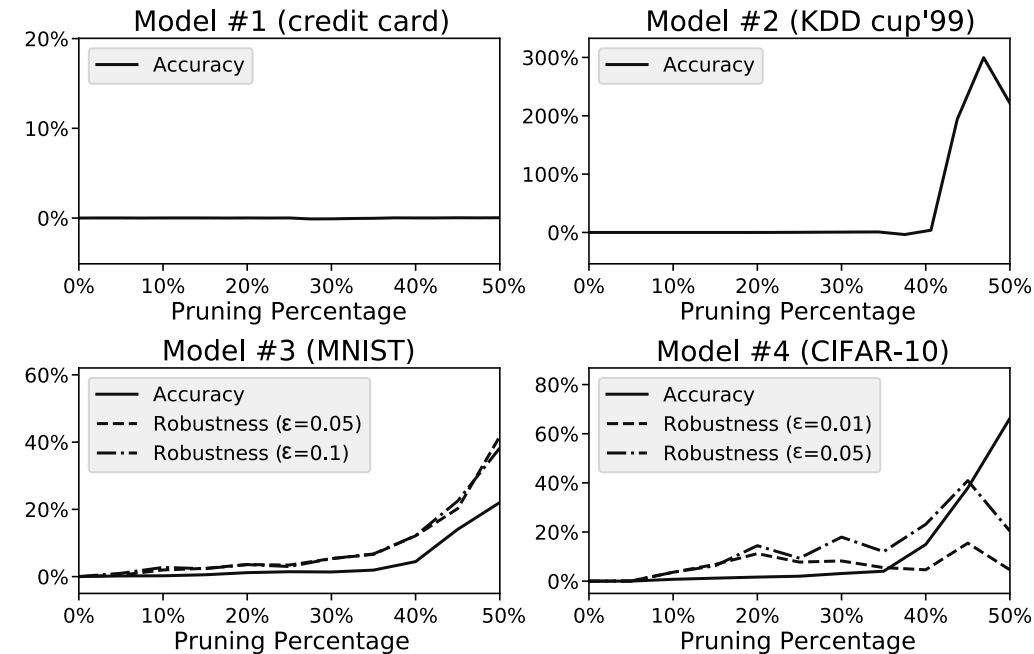 Model #1 (credit card)
20%
10%
0%
Accuracy
0% 10% 20% 30% 40% 50%
Pruning Percentage
Model #2 (KDD cup'99)
300%
200%
100%
0%
Accuracy
0% 10% 20% 30% 40% 50%
Pruning Percentage
Model #3 (MNIST)
60%
40%
20%
0%
Accuracy
Robustness (ε=0.05)
Robustness (ε=0.1)
0% 10% 20% 30% 40% 50%
Pruning Percentage
Model #4 (CIFAR-10)
80%
60%
40%
20%
0%
Accuracy
Robustness (ε=0.01)
Robustness (ε=0.05)
0% 10% 20% 30% 40% 50%
Pruning Percentage